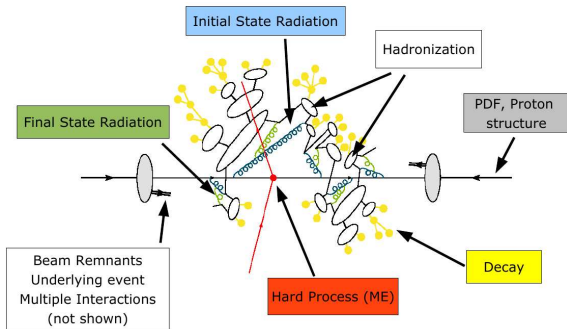 Initial State Radiation
Hadronization
Final State Radiation
PDF, Proton
structure
Beam Remnants
Underlying event
Multiple Interactions
(not shown)
Hard Process (ME)
Decay